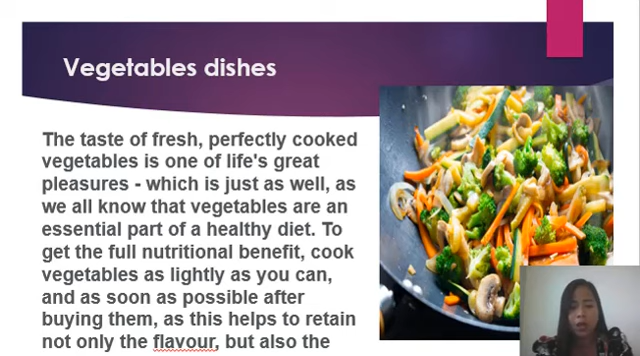 Vegetables dishes
The taste of fresh, perfectly cooked
vegetables is one of life's great
pleasures - which is just as well, as
we all know that vegetables are an
essential part of a healthy diet. To
get the full nutritional benefit, cook
vegetables as lightly as you can,
and as soon as possible after
buying them, as this helps to retain
not only the flavour, but also the